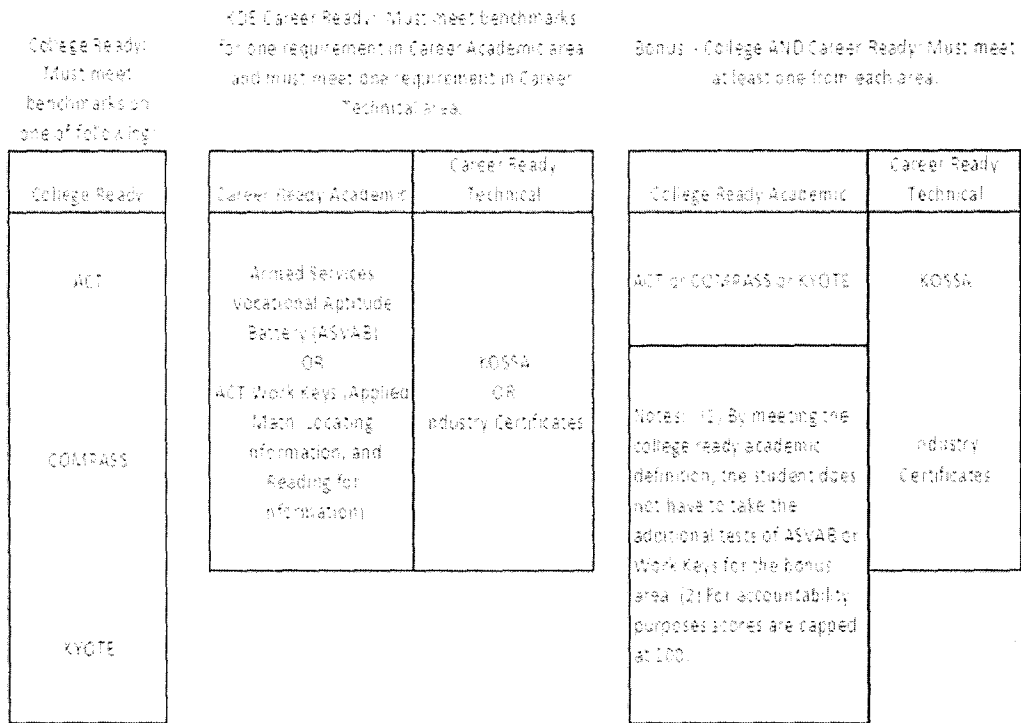 College Ready:
Must meet
benchmarks on
one of following:
KDE Career Ready: Must meet benchmarks
for one requirement in Career Academic area
and must meet one requirement in Career
Technical area.
Bonus - College AND Career Ready: Must meet
at least one from each area.
College Ready
ACT
COMPASS
KYOTE
Career Ready Academic
Armed Services
Vocational Aptitude
Battery (ASVAB)
OR
ACT Work Keys (Applied
Math, Locating
Information, and
Reading for
Information)
Career Ready
Technical
KOSSA
OR
Industry Certificates
College Ready Academic
ACT or COMPASS or KYOTE
Notes: (1) By meeting the
college ready academic
definition, the student does
not have to take the
additional tests of ASVAB or
Work Keys for the bonus
area. (2) For accountability
purposes scores are capped
at 100.
Career Ready
Technical
KOSSA
Industry
Certificates